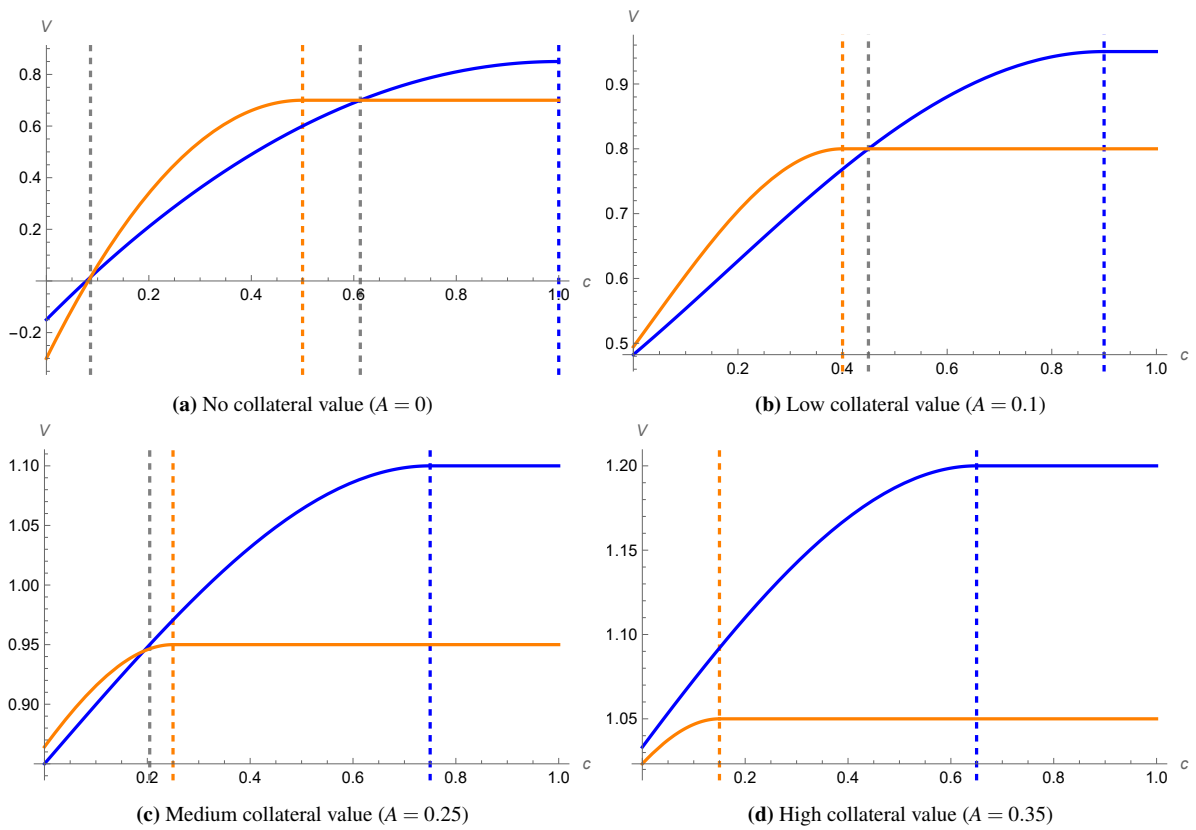 V
0.8
0.6
0.4
0.2
0.2 0.4 0.6 0.8 1.0 c
−0.2
(a) No collateral value (A = 0)
V
0.9
0.8
0.7
0.6
0.5
0.2 0.4 0.6 0.8 1.0 c
(b) Low collateral value (A = 0.1)
V
1.10
1.05
1.00
0.95
0.90
0.2 0.4 0.6 0.8 1.0 c
(c) Medium collateral value (A = 0.25)
V
1.20
1.15
1.10
1.05
0.2 0.4 0.6 0.8 1.0 c
(d) High collateral value (A = 0.35)